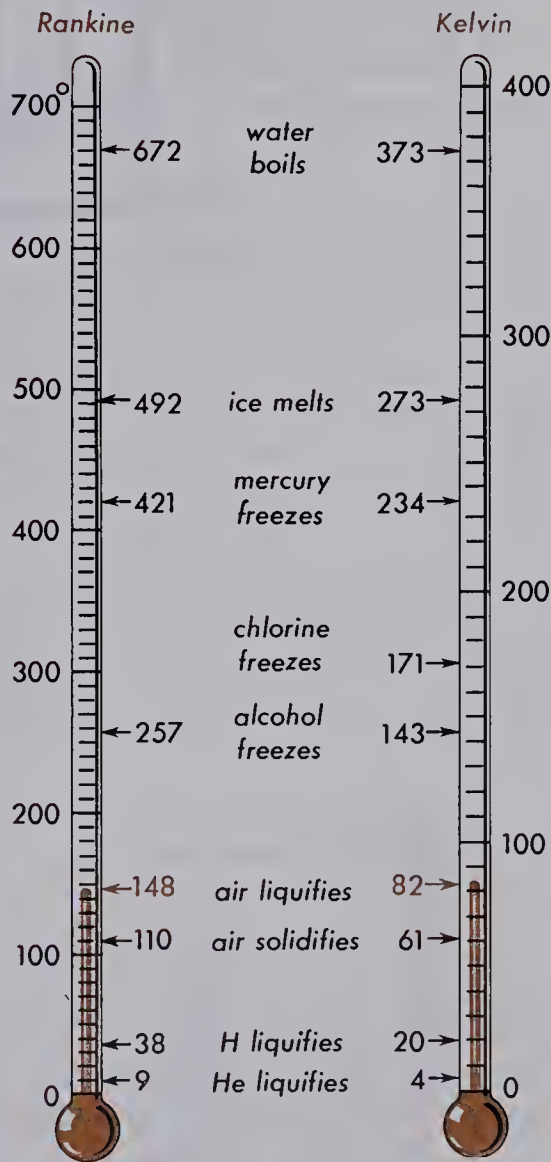 Rankine Kelvin
700° 400
672 water boils 373
600
300
500
492 ice melts 273
421 mercury freezes 234
400
200
chlorine freezes 171
300
257 alcohol freezes 143
200
100
148 air liquifies 82
110 air solidifies 61
100
38 H liquifies 20
9 He liquifies 4
0 0